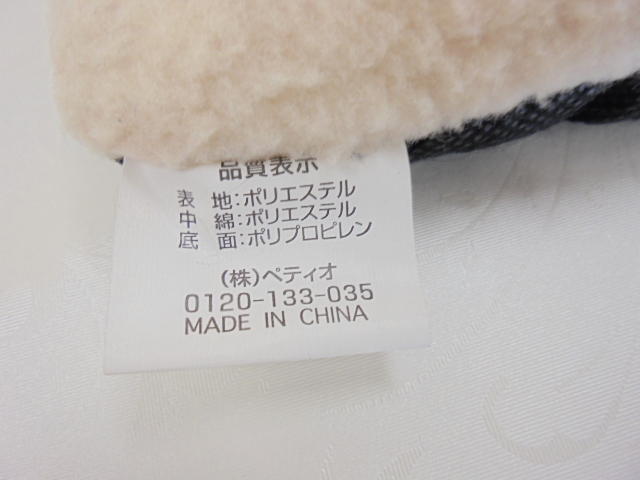 品質表示
表 地:ポリエステル
中 綿:ポリエステル
底 面:ポリプロピレン
(株)ペティオ
0120-133-035
MADE IN CHINA